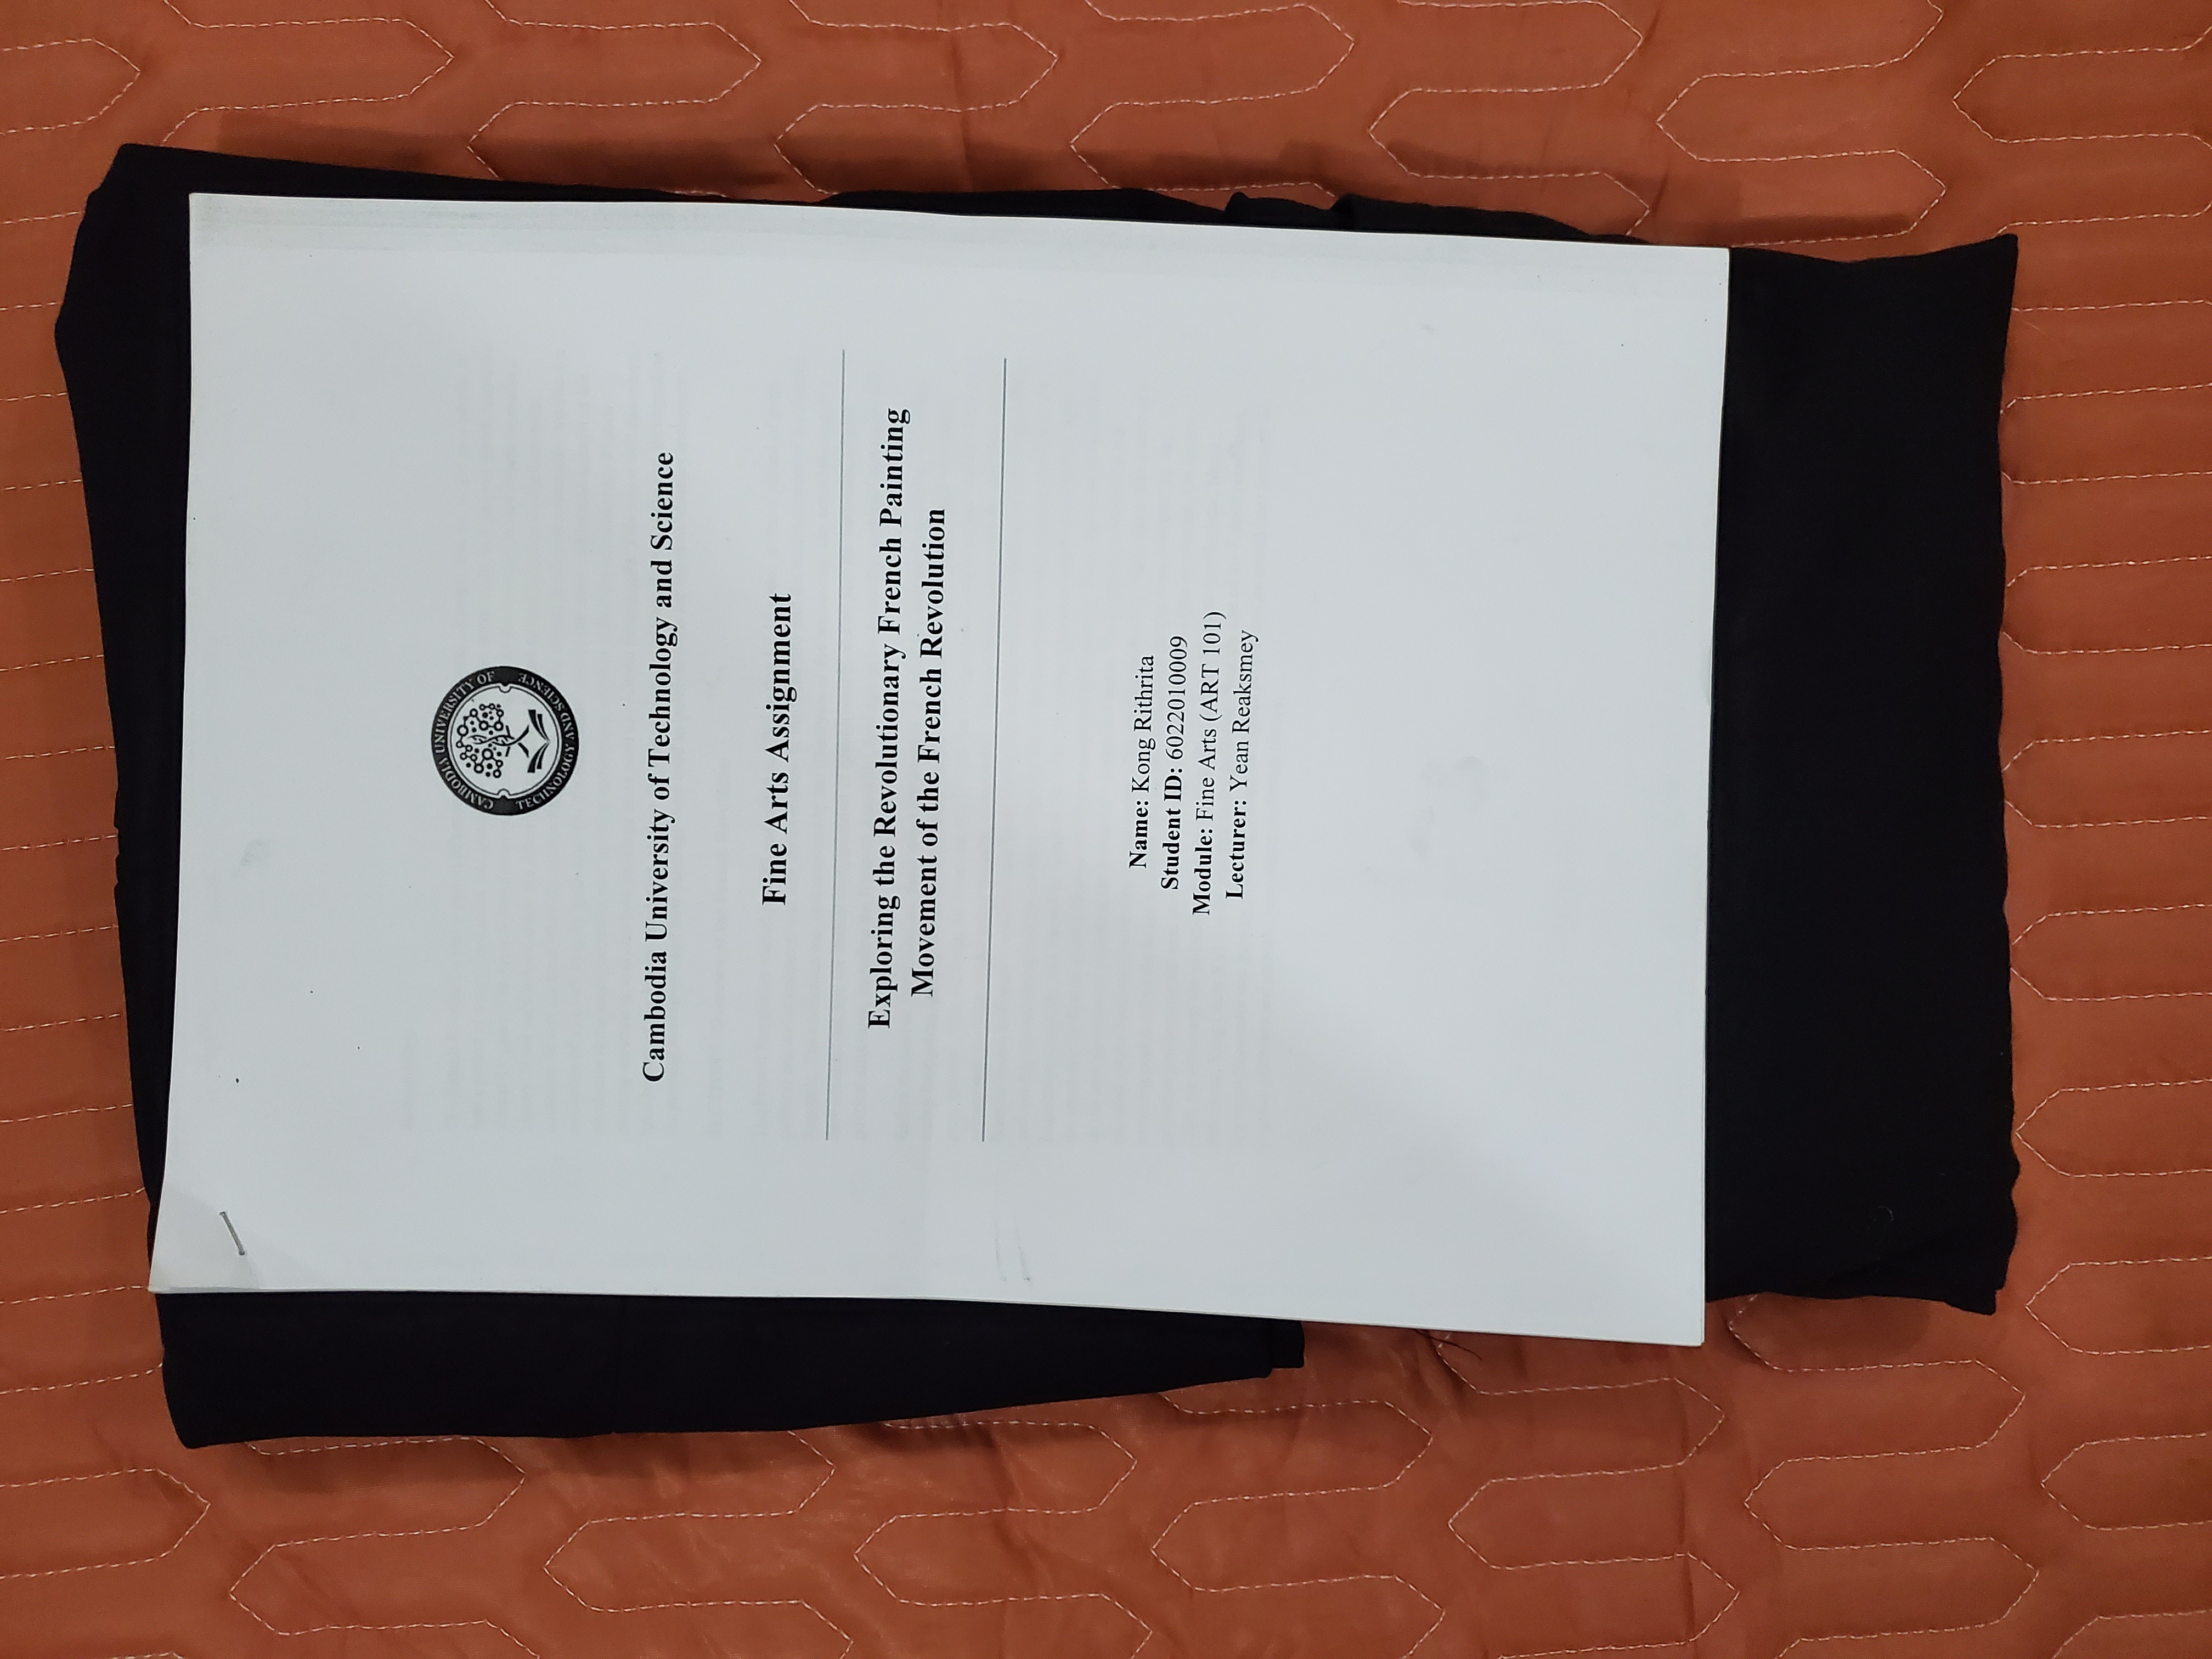 CAMBODIA UNIVERSITY OF
TECHNOLOGY AND SCIENCE
Cambodia University of Technology and Science
Fine Arts Assignment
Exploring the Revolutionary French Painting
Movement of the French Revolution
Name: Kong Rithrita
Student ID: 6022010009
Module: Fine Arts (ART 101)
Lecturer: Yean Reaksmey